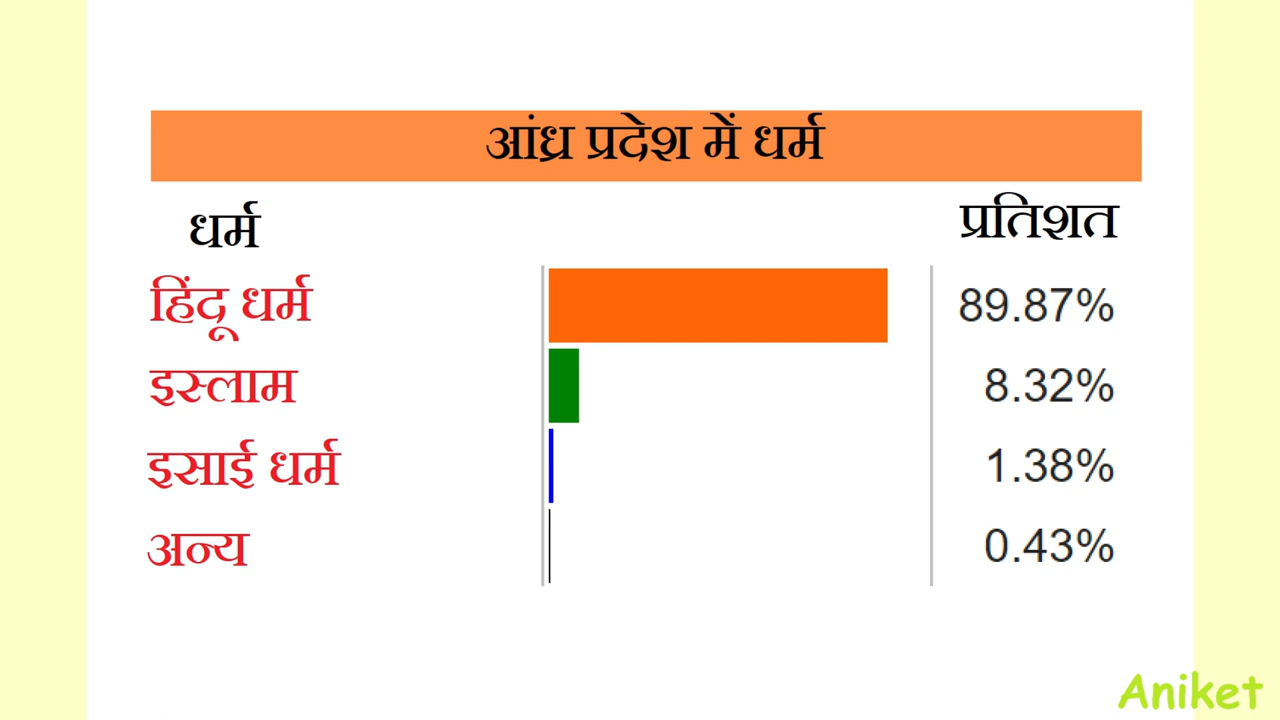 आंध्र प्रदेश में धर्म
धर्म प्रतिशत
हिंदू धर्म 89.87%
इस्लाम 8.32%
इसाई धर्म 1.38%
अन्य 0.43%
Aniket